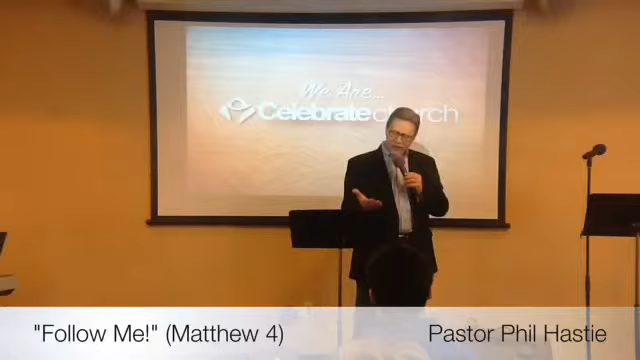 We Are...
Celebrate church
"Follow Me!" (Matthew 4) Pastor Phil Hastie